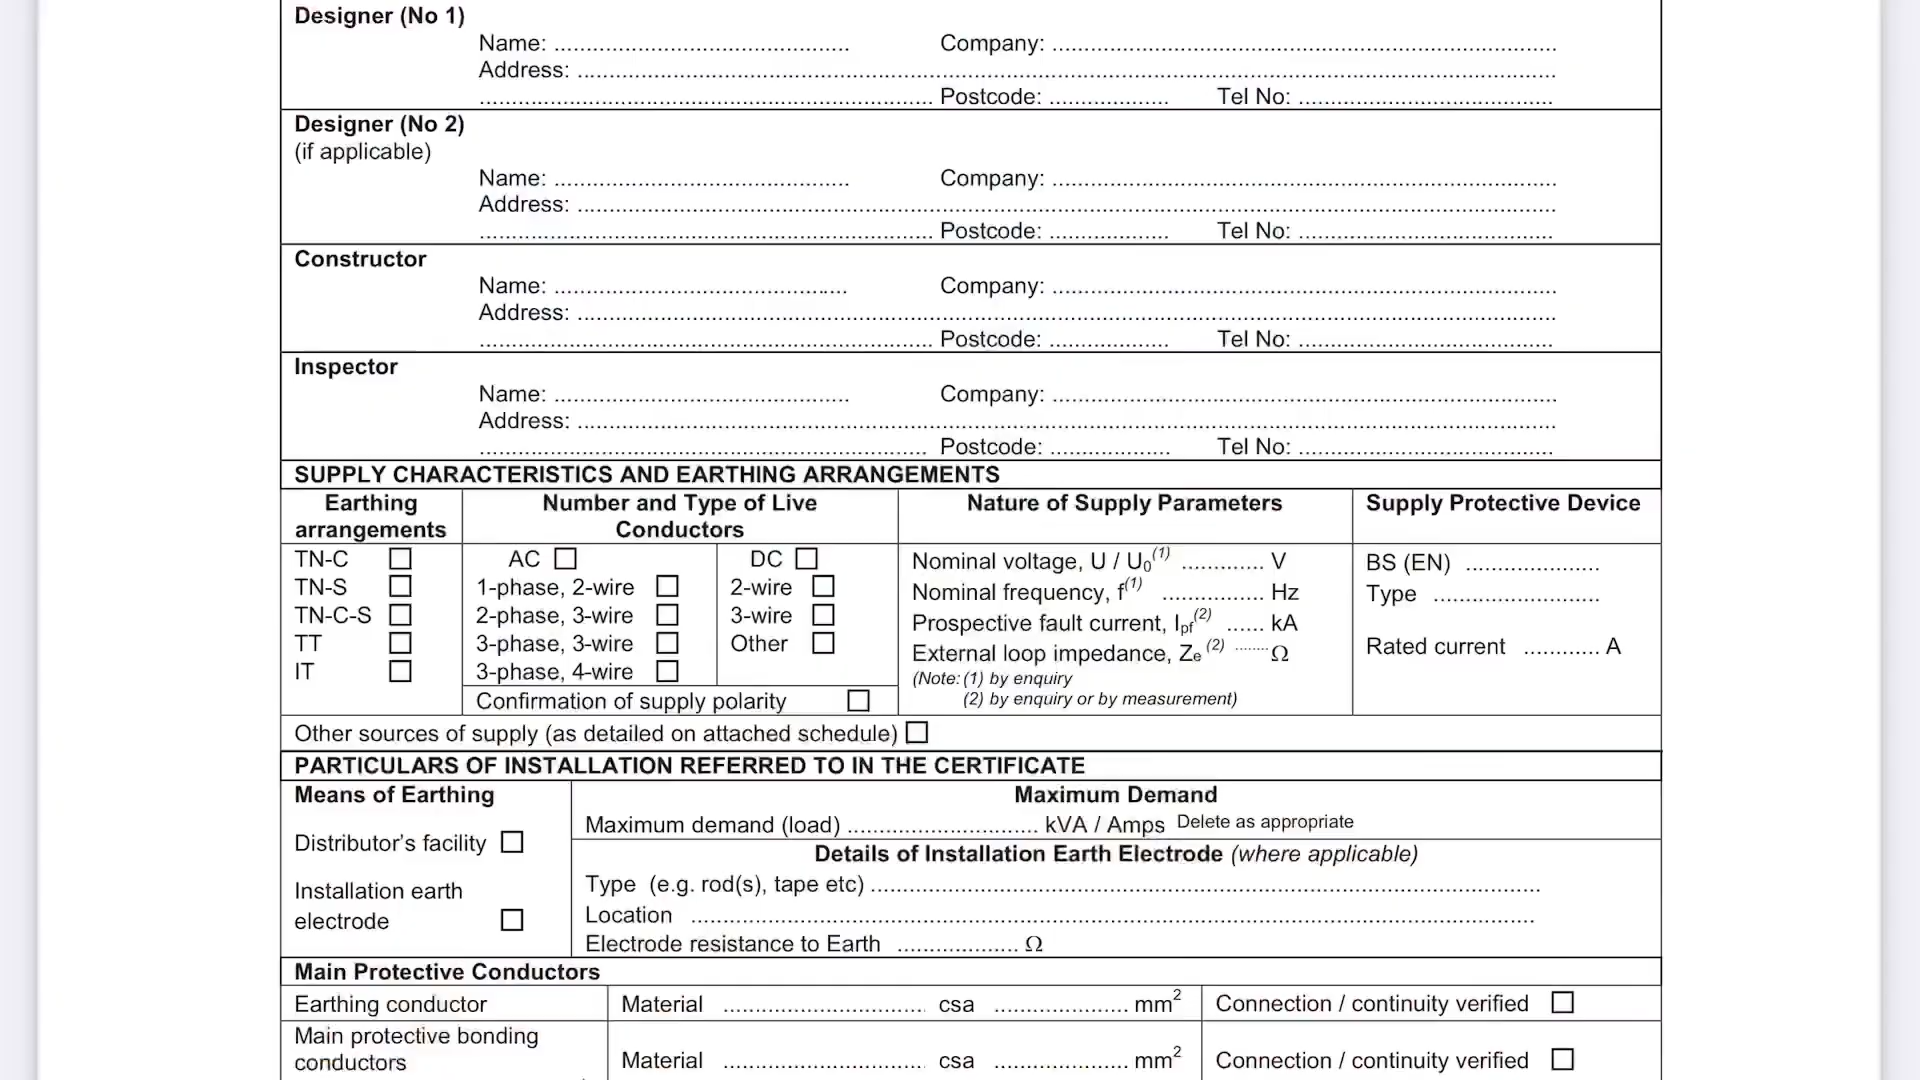 Designer (No 1)
Name: .............................................. Company: ..............................................................................
Address: ........................................................................................................................................................
...................................................................... Postcode: ................... Tel No: .......................................
Designer (No 2)
(if applicable)
Name: .............................................. Company: ..............................................................................
Address: ........................................................................................................................................................
...................................................................... Postcode: ................... Tel No: .......................................
Constructor
Name: .............................................. Company: ..............................................................................
Address: ........................................................................................................................................................
...................................................................... Postcode: ................... Tel No: .......................................
Inspector
Name: .............................................. Company: ..............................................................................
Address: ........................................................................................................................................................
...................................................................... Postcode: ................... Tel No: .......................................
SUPPLY CHARACTERISTICS AND EARTHING ARRANGEMENTS
Earthing
arrangements
TN-C ☐
TN-S ☐
TN-C-S ☐
TT ☐
IT ☐
Number and Type of Live
Conductors
AC ☐
1-phase, 2-wire ☐
2-phase, 3-wire ☐
3-phase, 3-wire ☐
3-phase, 4-wire ☐
DC ☐
2-wire ☐
3-wire ☐
Other ☐
Confirmation of supply polarity ☐
Nature of Supply Parameters
Nominal voltage, U / U₀⁽¹⁾ ............. V
Nominal frequency, f⁽¹⁾ ................ Hz
Prospective fault current, Ipf⁽²⁾ ...... kA
External loop impedance, Ze ⁽²⁾ ........ Ω
(Note: (1) by enquiry
(2) by enquiry or by measurement)
Supply Protective Device
BS (EN) .....................
Type ..........................
Rated current ............ A
Other sources of supply (as detailed on attached schedule) ☐
PARTICULARS OF INSTALLATION REFERRED TO IN THE CERTIFICATE
Means of Earthing
Distributor’s facility ☐
Installation earth
electrode ☐
Maximum Demand
Maximum demand (load) .............................. kVA / Amps Delete as appropriate
Details of Installation Earth Electrode (where applicable)
Type (e.g. rod(s), tape etc) ........................................................................................................
Location ...................................................................................................................................
Electrode resistance to Earth ................... Ω
Main Protective Conductors
Earthing conductor Material ................................ csa ..................... mm² Connection / continuity verified ☐
Main protective bonding
conductors Material ................................ csa ..................... mm² Connection / continuity verified ☐